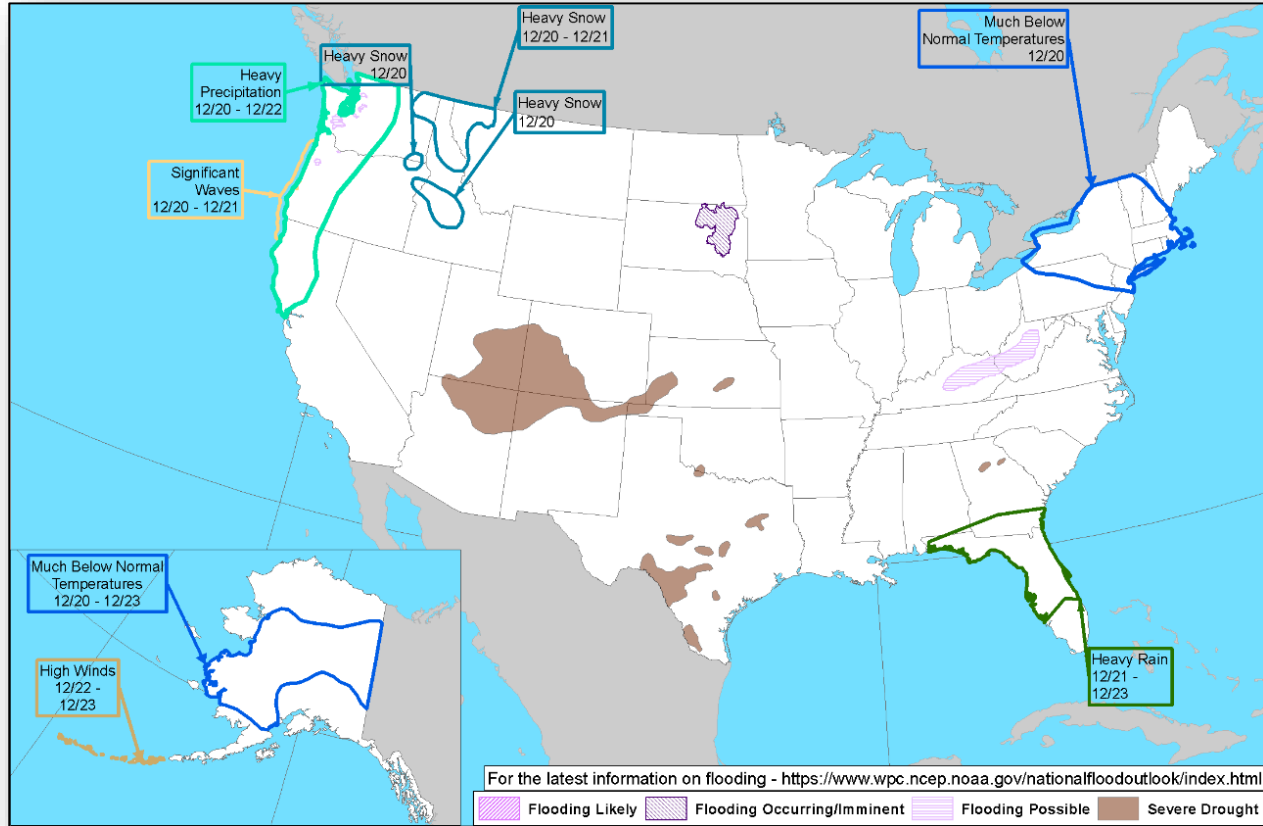 Heavy Snow
12/20 - 12/21
Much Below
Normal Temperatures
12/20
Heavy Snow
12/20
Heavy
Precipitation
12/20 - 12/22
Heavy Snow
12/20
Significant
Waves
12/20 - 12/21
Much Below Normal
Temperatures
12/20 - 12/23
High Winds
12/22 -
12/23
Heavy Rain
12/21 -
12/23
For the latest information on flooding - https://www.wpc.ncep.noaa.gov/nationalfloodoutlook/index.html
Flooding Likely
Flooding Occurring/Imminent
Flooding Possible
Severe Drought